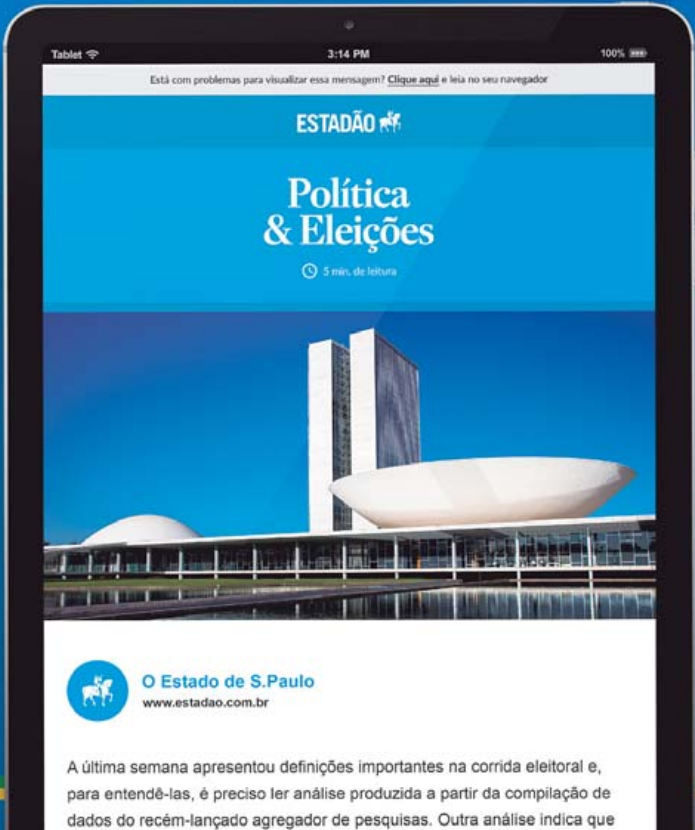 Tablet 3:14 PM 100%
Está com problemas para visualizar essa mensagem? Clique aqui e leia no seu navegador
ESTADÃO
Política
& Eleições
5 min. de leitura
O Estado de S.Paulo
www.estadao.com.br
A última semana apresentou definições importantes na corrida eleitoral e,
para entendê-las, é preciso ler análise produzida a partir da compilação de
dados do recém-lançado agregador de pesquisas. Outra análise indica que